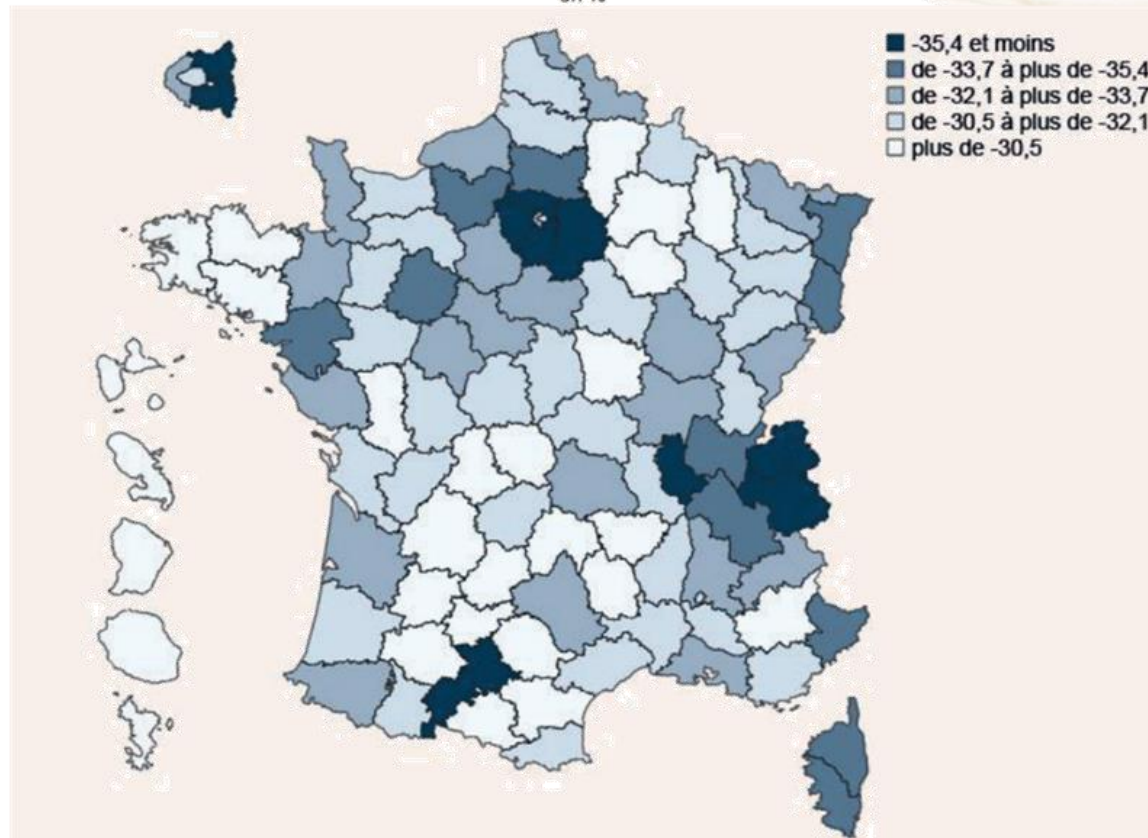 -35,4 et moins
de -33,7 à plus de -35,4
de -32,1 à plus de -33,7
de -30,5 à plus de -32,1
plus de -30,5